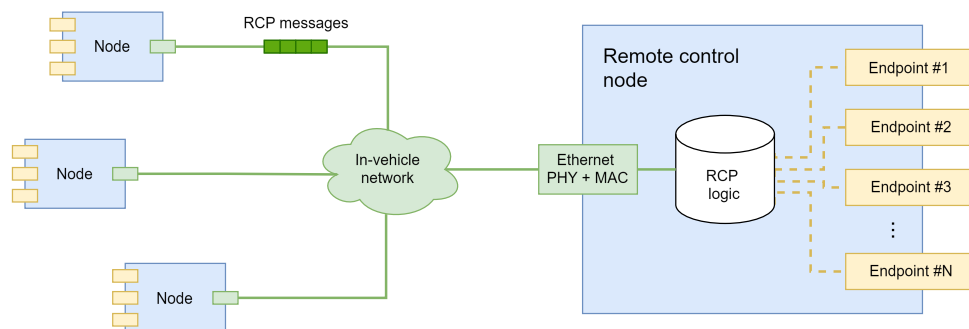 RCP messages
Node
Node
Node
In-vehicle
network
Ethernet
PHY + MAC
Remote control
node
RCP
logic
Endpoint #1
Endpoint #2
Endpoint #3
⋮
Endpoint #N